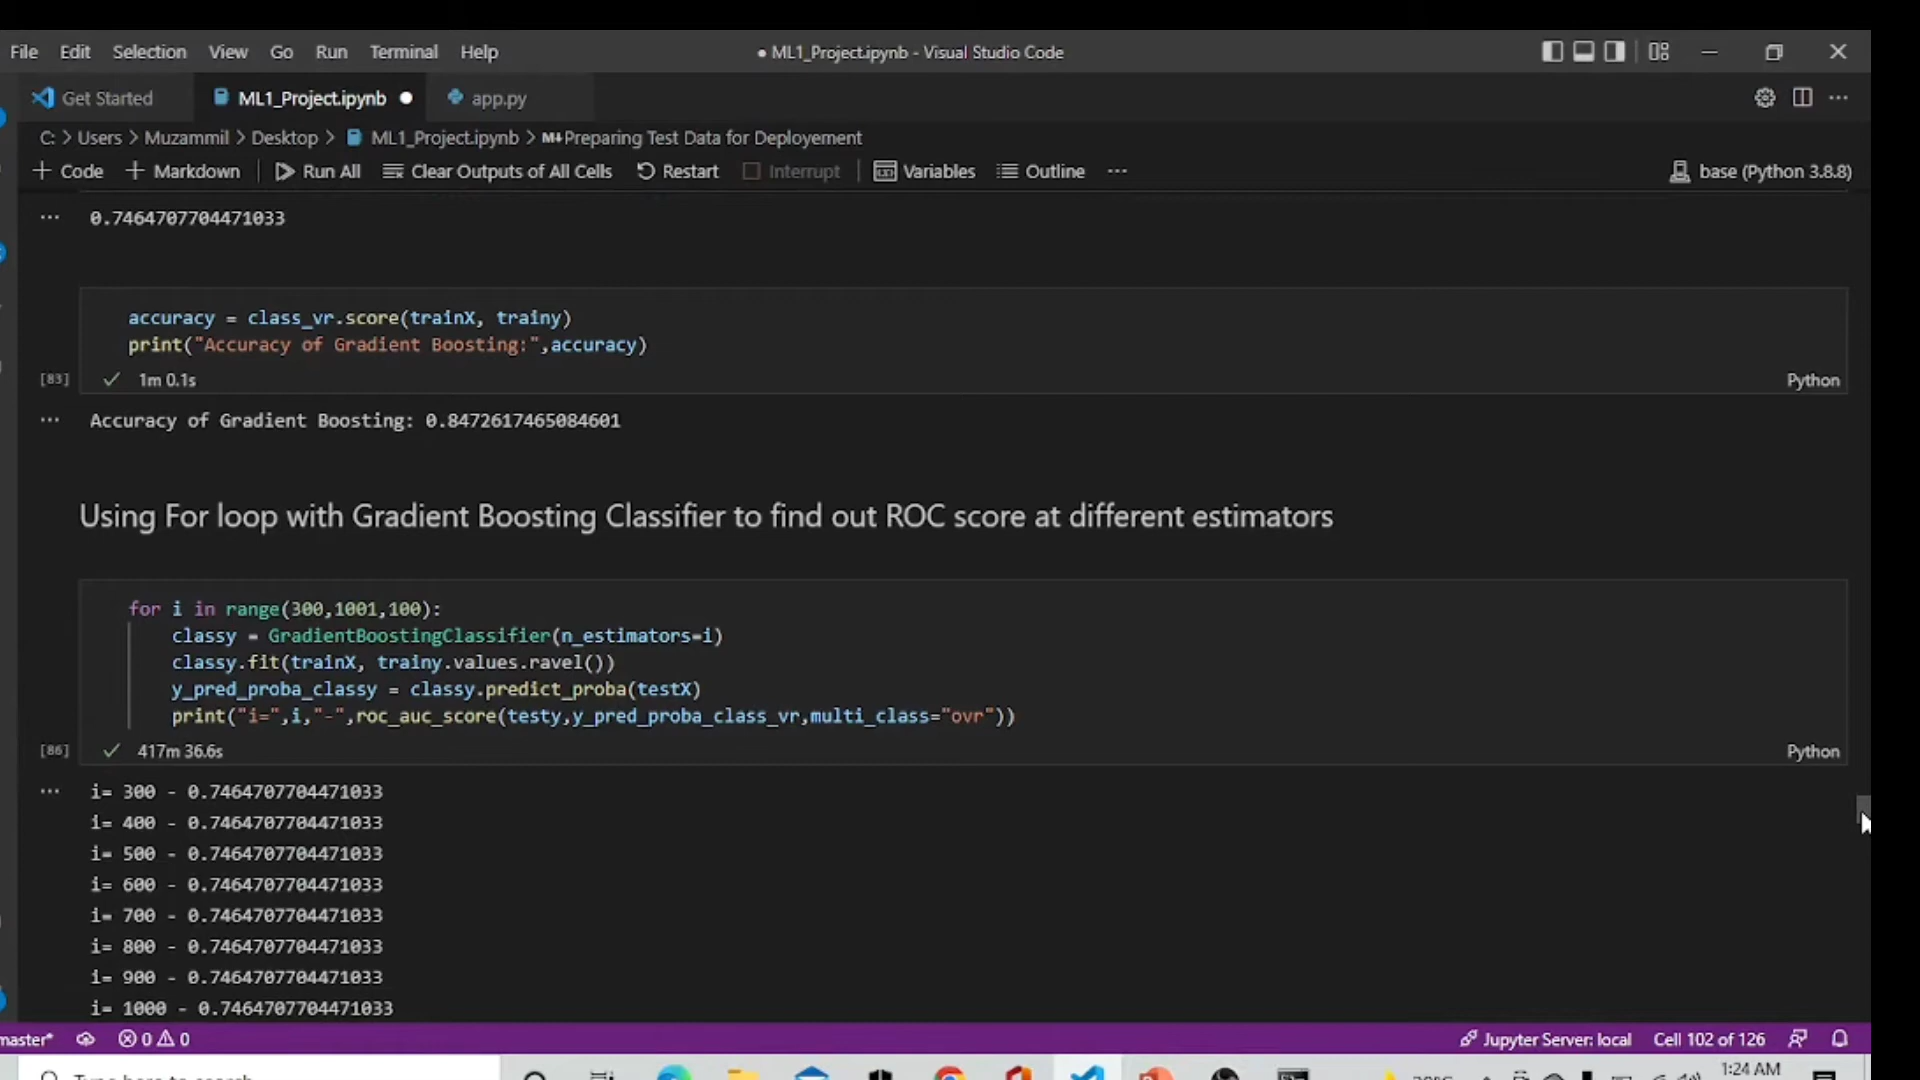 File Edit Selection View Go Run Terminal Help ● ML1_Project.ipynb - Visual Studio Code
Get Started ML1_Project.ipynb ● app.py ···
C: > Users > Muzammil > Desktop > ML1_Project.ipynb > M↓Preparing Test Data for Deployement
+ Code + Markdown Run All Clear Outputs of All Cells Restart Interrupt Variables Outline ··· base (Python 3.8.8)
··· 0.7464707704471033
accuracy = class_vr.score(trainX, trainy)
print("Accuracy of Gradient Boosting:",accuracy)
[83] ✓ 1m 0.1s Python
··· Accuracy of Gradient Boosting: 0.8472617465084601
Using For loop with Gradient Boosting Classifier to find out ROC score at different estimators
for i in range(300,1001,100):
classy = GradientBoostingClassifier(n_estimators=i)
classy.fit(trainX, trainy.values.ravel())
y_pred_proba_classy = classy.predict_proba(testX)
print("i=",i,"-",roc_auc_score(testy,y_pred_proba_class_vr,multi_class="ovr"))
[86] ✓ 417m 36.6s Python
··· i= 300 - 0.7464707704471033
i= 400 - 0.7464707704471033
i= 500 - 0.7464707704471033
i= 600 - 0.7464707704471033
i= 700 - 0.7464707704471033
i= 800 - 0.7464707704471033
i= 900 - 0.7464707704471033
i= 1000 - 0.7464707704471033
master* 0 0 Jupyter Server: local Cell 102 of 126
Type here to search 1:24 AM